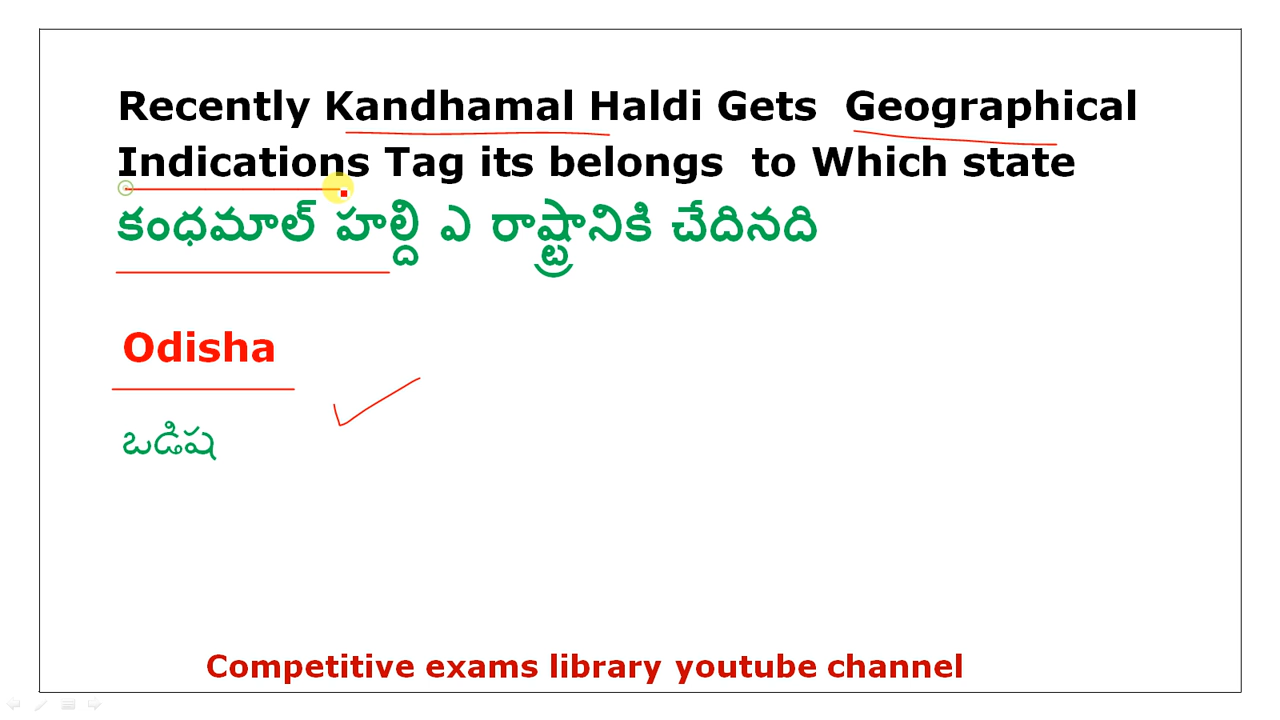 Recently Kandhamal Haldi Gets Geographical
Indications Tag its belongs to Which state
కంధమాల్ హల్ది ఎ రాష్ట్రానికి చేదినది
Odisha
ఒడిష
Competitive exams library youtube channel